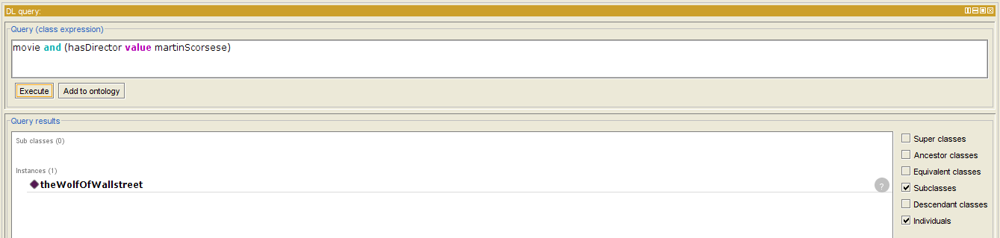 DL query:
Query (class expression)
movie and (hasDirector value martinScorsese)
Execute Add to ontology
Query results
Sub classes (0)
Instances (1)
theWolfOfWallstreet
?
Super classes
Ancestor classes
Equivalent classes
Subclasses
Descendant classes
Individuals